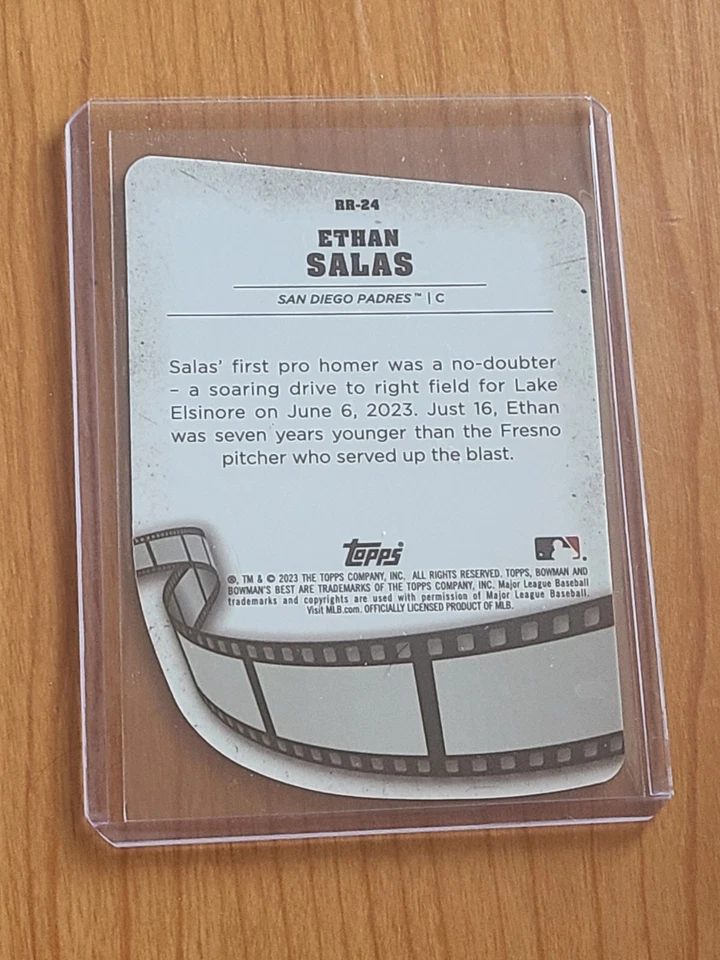 RR-24
ETHAN
SALAS
SAN DIEGO PADRES™ | C
Salas' first pro homer was a no-doubter
– a soaring drive to right field for Lake
Elsinore on June 6, 2023. Just 16, Ethan
was seven years younger than the Fresno
pitcher who served up the blast.
topps
®, TM & © 2023 THE TOPPS COMPANY, INC. ALL RIGHTS RESERVED. TOPPS, BOWMAN AND
BOWMAN'S BEST ARE TRADEMARKS OF THE TOPPS COMPANY, INC. Major League Baseball
trademarks and copyrights are used with permission of Major League Baseball.
Visit MLB.com. OFFICIALLY LICENSED PRODUCT OF MLB.